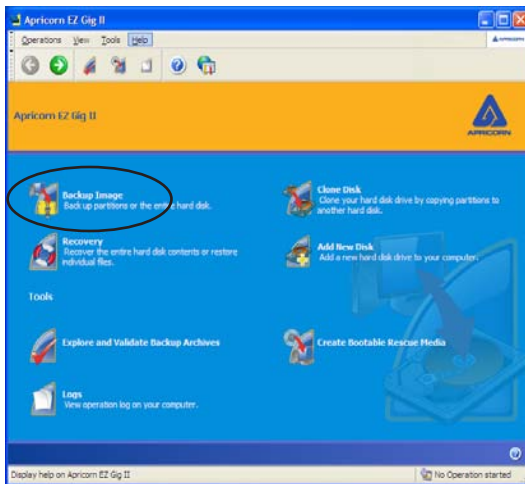 Apricorn EZ Gig II
Operations View Tools Help
APRICORN
Apricorn EZ Gig II
APRICORN
Backup Image
Back up partitions or the entire hard disk.
Clone Disk
Clone your hard disk drive by copying partitions to
another hard disk.
Recovery
Recover the entire hard disk contents or restore
individual files.
Add New Disk
Add a new hard disk drive to your computer.
Tools
Explore and Validate Backup Archives
Create Bootable Rescue Media
Logs
View operation log on your computer.
Display help on Apricorn EZ Gig II
No Operation started